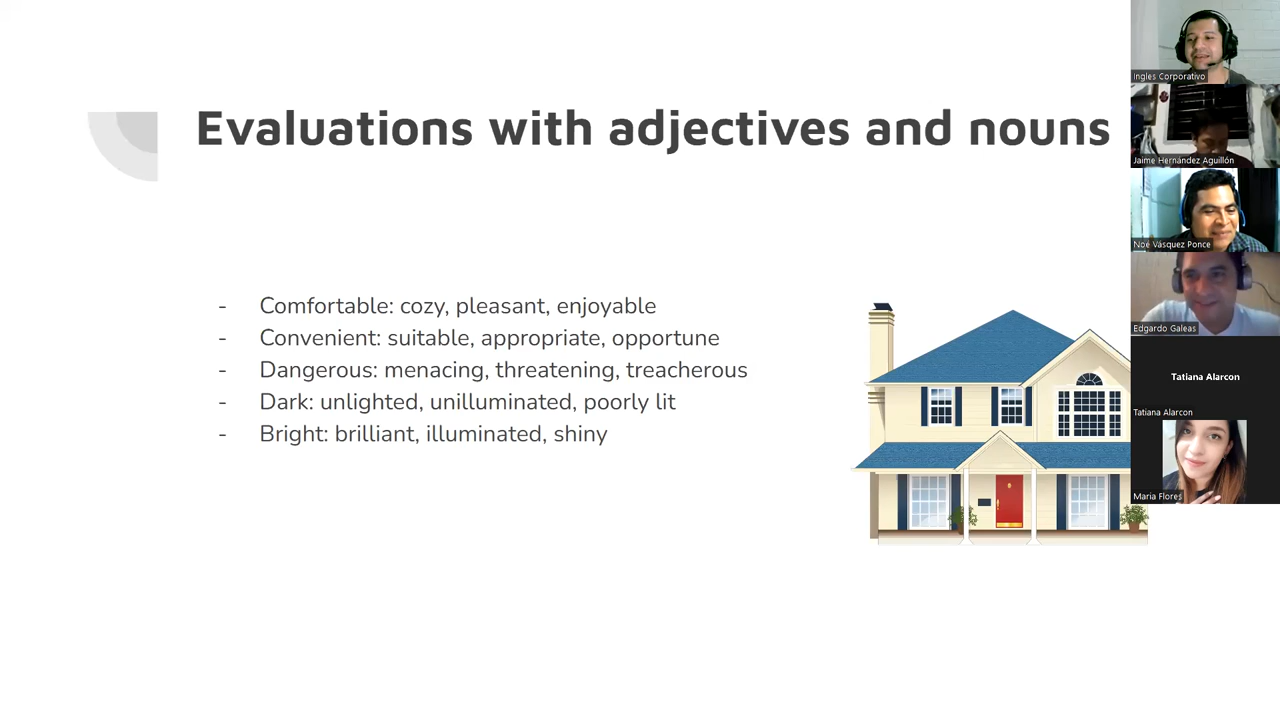 Evaluations with adjectives and nouns
- Comfortable: cozy, pleasant, enjoyable
- Convenient: suitable, appropriate, opportune
- Dangerous: menacing, threatening, treacherous
- Dark: unlighted, unilluminated, poorly lit
- Bright: brilliant, illuminated, shiny
Ingles Corporativo
Jaime Hernández Aguillón
Noé Vásquez Ponce
Edgardo Galeas
Tatiana Alarcon
Tatiana Alarcon
Maria Flores